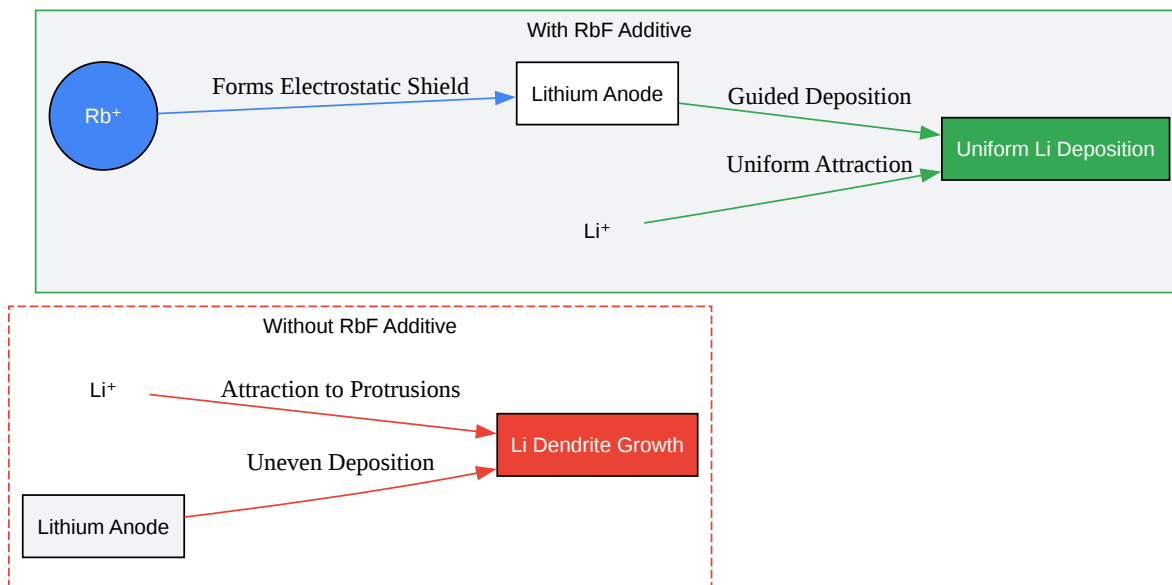 With RbF Additive
Forms Electrostatic Shield
Rb⁺
Lithium Anode
Guided Deposition
Uniform Li Deposition
Uniform Attraction
Li⁺
Without RbF Additive
Li⁺
Attraction to Protrusions
Li Dendrite Growth
Uneven Deposition
Lithium Anode